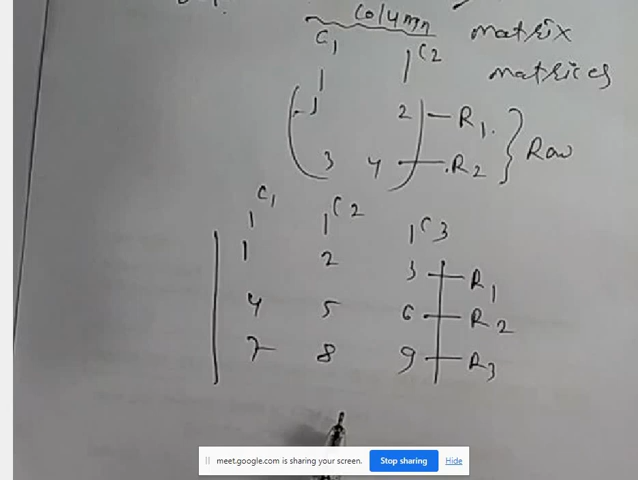 Column matrix
C1 C2 matrices
1 2 R1.
3 4 .R2 Row
C1 C2 C3
1 2 3 R1
4 5 6 R2
7 8 9 R3
meet.google.com is sharing your screen. Stop sharing Hide